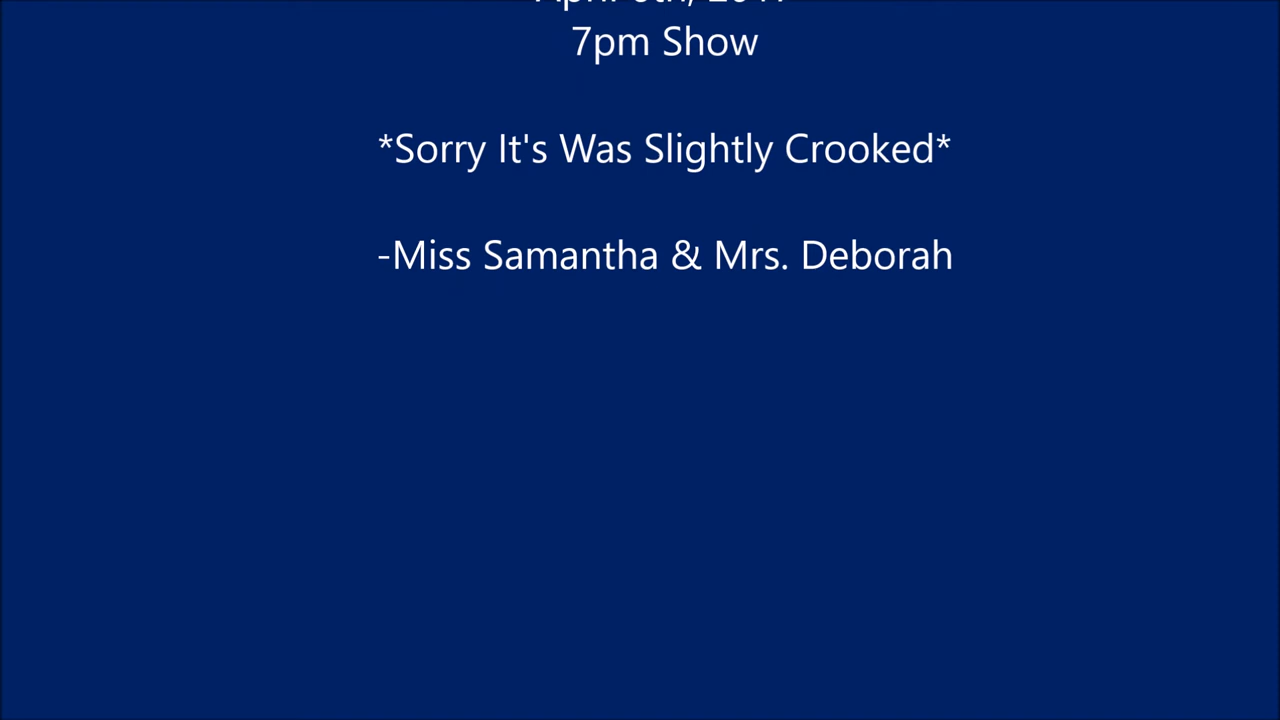 7pm Show
*Sorry It's Was Slightly Crooked*
-Miss Samantha & Mrs. Deborah